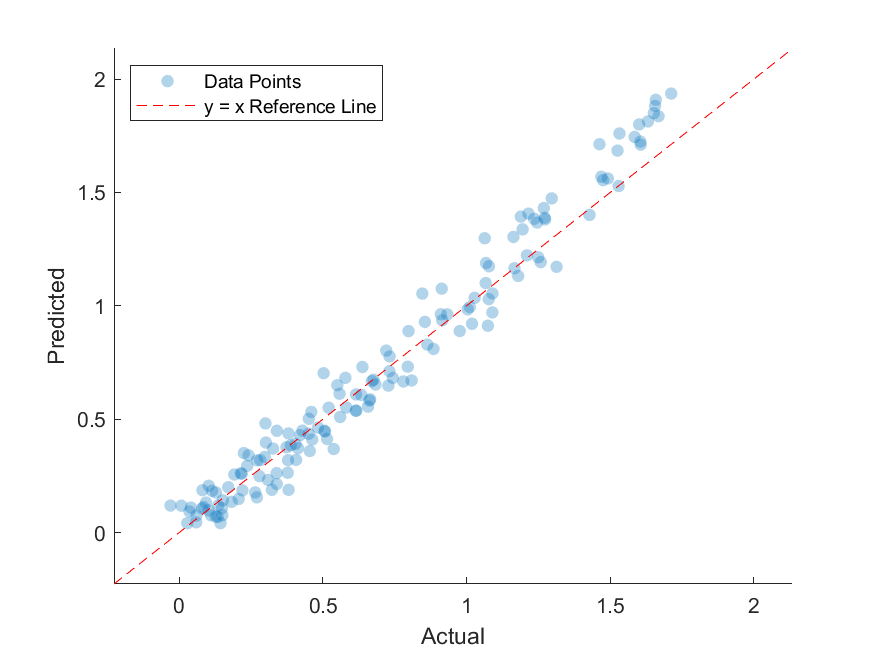 Data Points
y = x Reference Line
2
1.5
1
0.5
0
Predicted
0
0.5
1
1.5
2
Actual